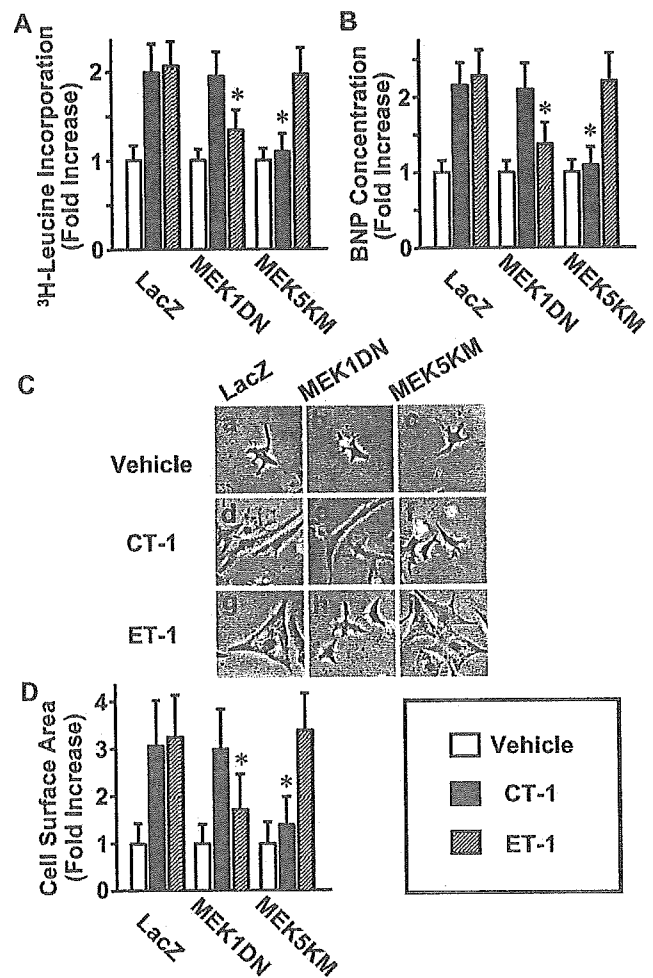 A
³H-Leucine Incorporation
(Fold Increase)
2
1
0
*
*
LacZ
MEK1DN
MEK5KM
B
BNP Concentration
(Fold Increase)
2
1
0
*
*
LacZ
MEK1DN
MEK5KM
C
LacZ
MEK1DN
MEK5KM
Vehicle
a
CT-1
d
f
ET-1
g
h
D
Cell Surface Area
(Fold Increase)
4
3
2
1
0
*
*
LacZ
MEK1DN
MEK5KM
Vehicle
CT-1
ET-1